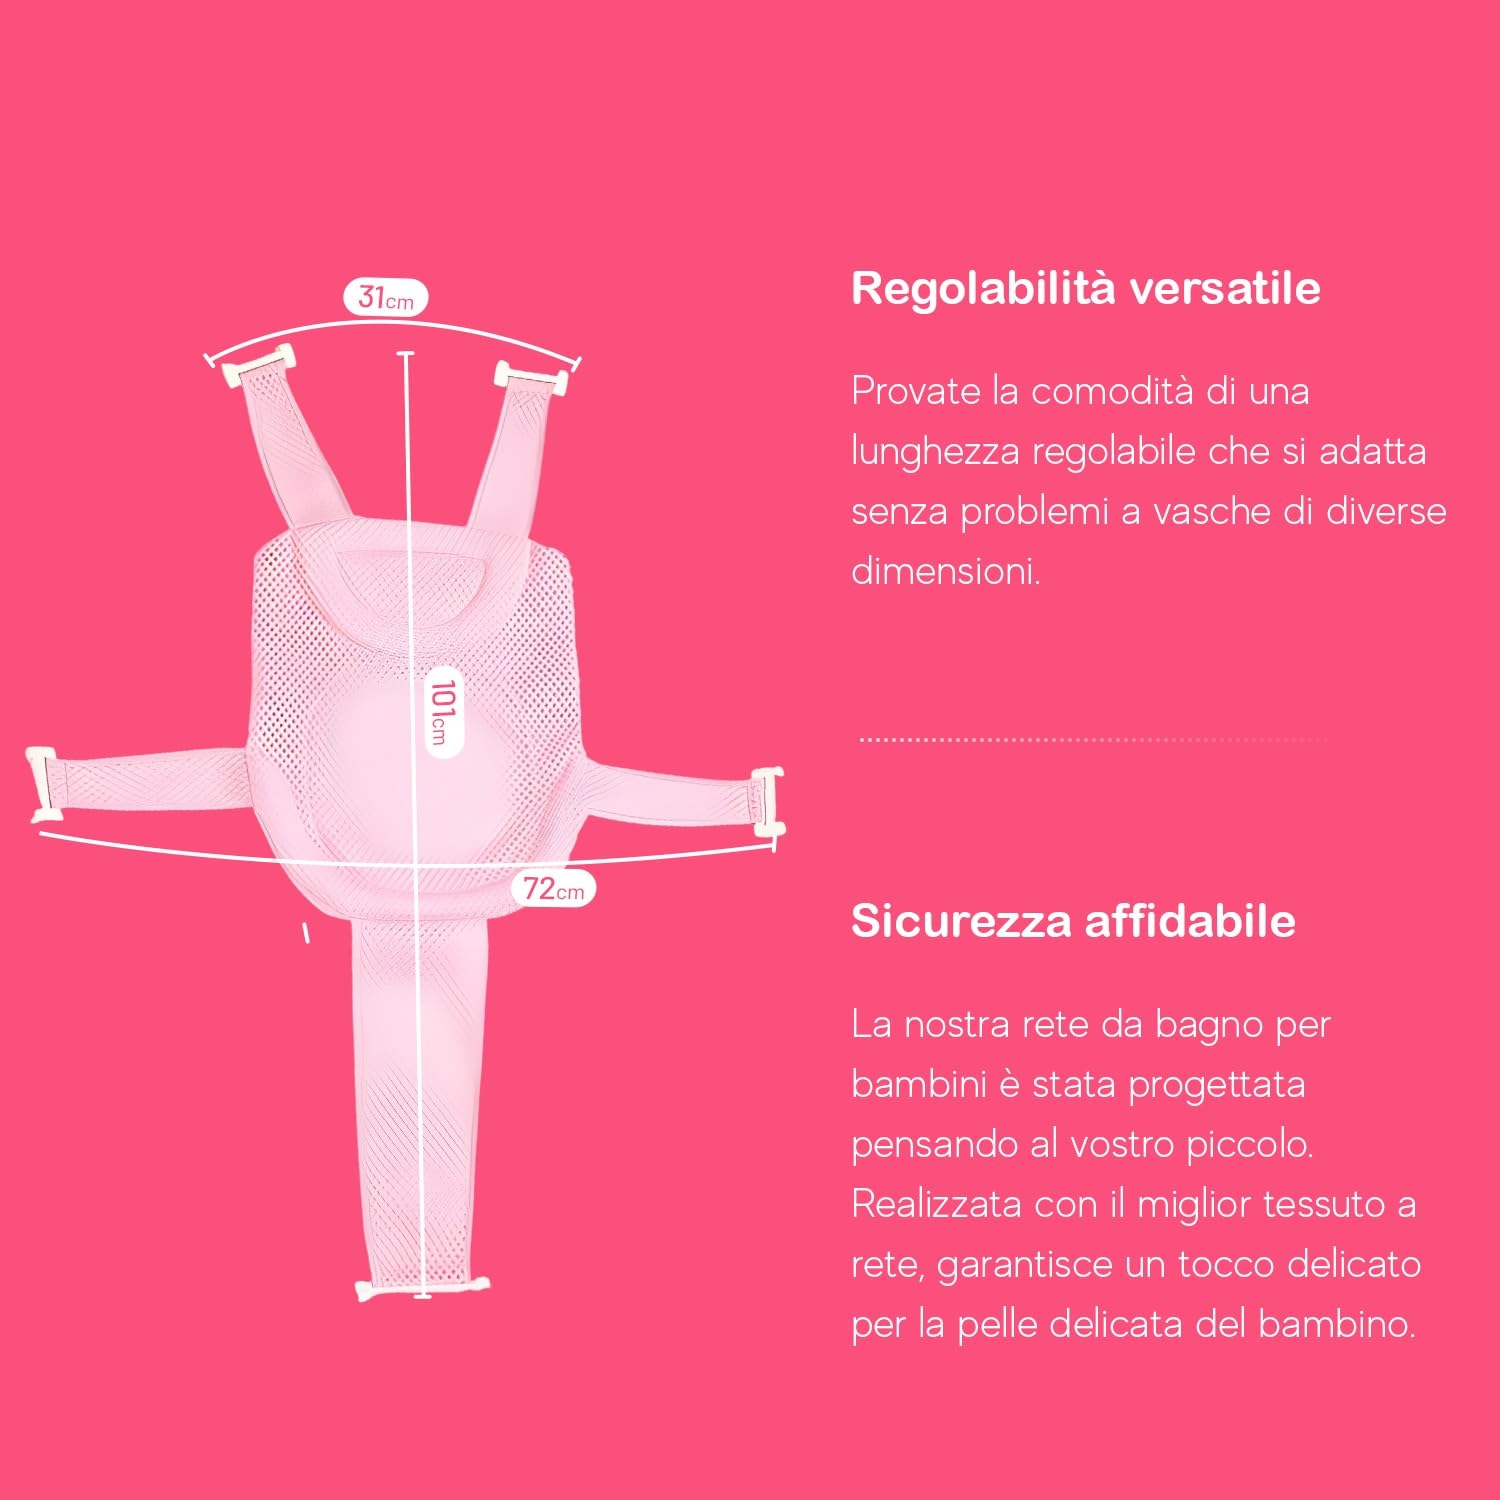 31cm
Regolabilità versatile
Provate la comodità di una
lunghezza regolabile che si adatta
senza problemi a vasche di diverse
dimensioni.
101cm
72cm
Sicurezza affidabile
La nostra rete da bagno per
bambini è stata progettata
pensando al vostro piccolo.
Realizzata con il miglior tessuto a
rete, garantisce un tocco delicato
per la pelle delicata del bambino.